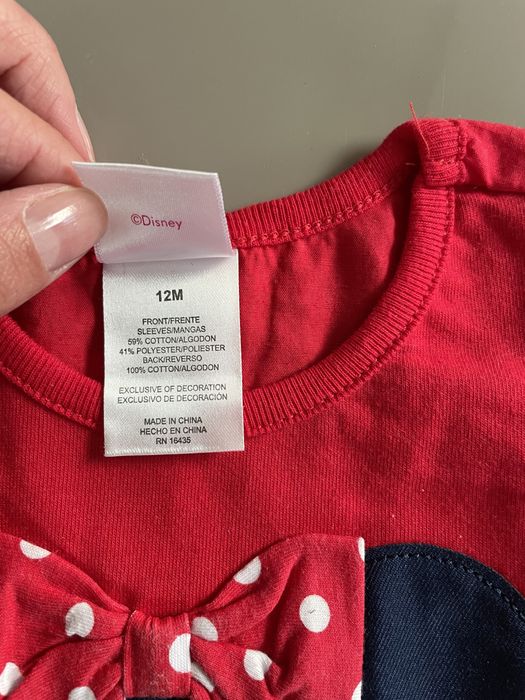 ©Disney
12M
FRONT/FRENTE
SLEEVES/MANGAS
59% COTTON/ALGODON
41% POLYESTER/POLIESTER
BACK/REVERSO
100% COTTON/ALGODON
EXCLUSIVE OF DECORATION
EXCLUSIVO DE DECORACIÓN
MADE IN CHINA
HECHO EN CHINA
RN 16435